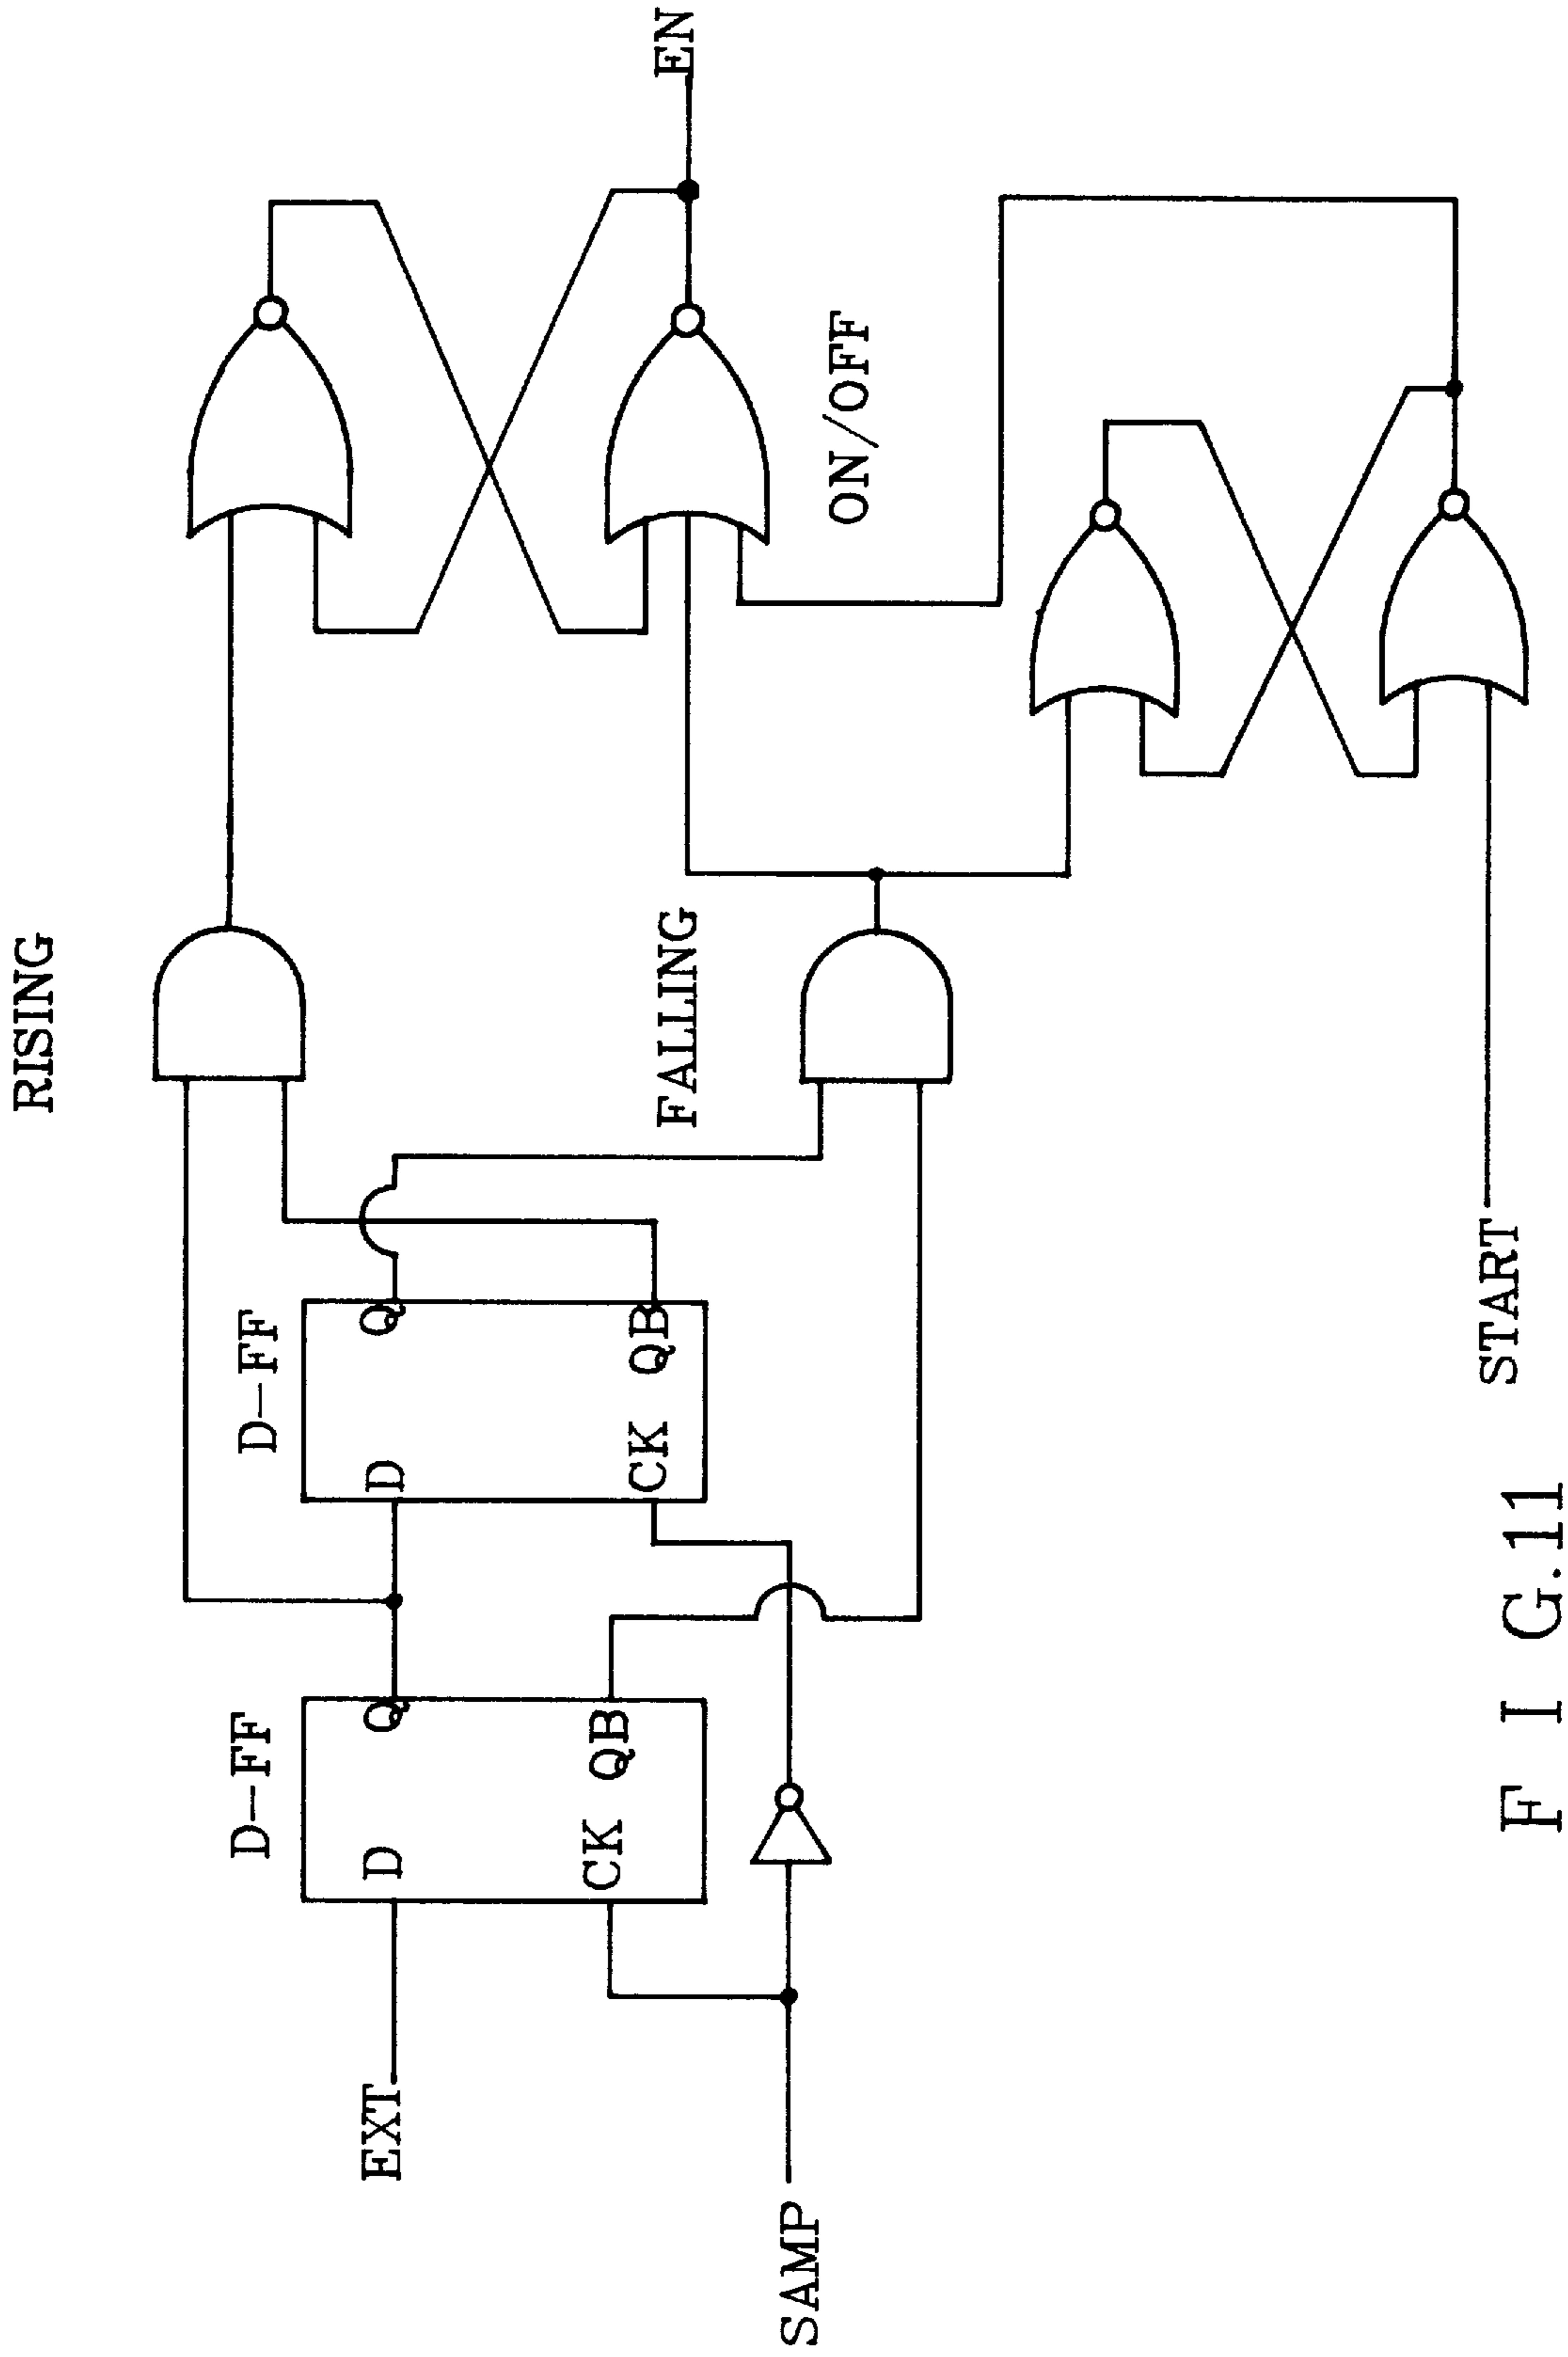 RISING
D-FF
D-FF
EXT
D
Q
D
Q
CK
QB
CK
QB
FALLING
EN
SAMP
ON/OFF
START
F I G. 11